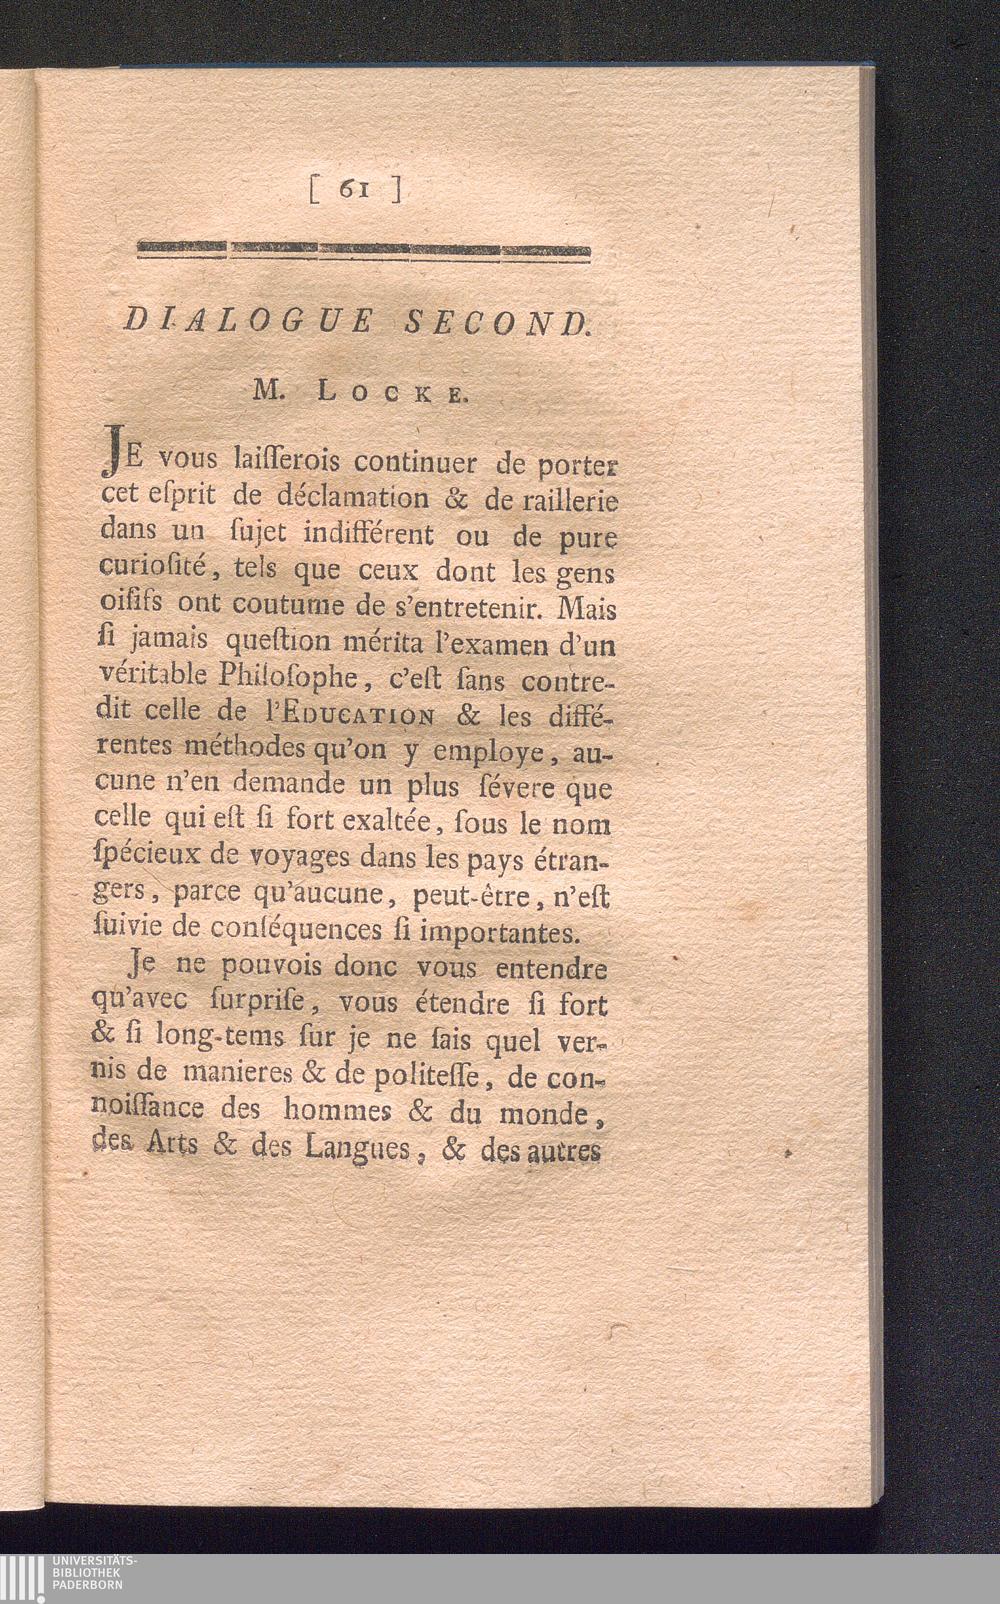 [ 61 ]
DIALOGUE SECOND.
M. LOCKE.
JE vous laiſſerois continuer de porter
cet eſprit de déclamation & de raillerie
dans un ſujet indifférent ou de pure
curioſité, tels que ceux dont les gens
oiſifs ont coutume de s'entretenir. Mais
ſi jamais queſtion mérita l'examen d'un
véritable Philoſophe, c'eſt ſans contre-
dit celle de l'EDUCATION & les diffé-
rentes méthodes qu'on y employe, au-
cune n'en demande un plus ſévere que
celle qui eſt ſi fort exaltée, ſous le nom
ſpécieux de voyages dans les pays étran-
gers, parce qu'aucune, peut-être, n'eſt
ſuivie de conſéquences ſi importantes.
Je ne pouvois donc vous entendre
qu'avec ſurpriſe, vous étendre ſi fort
& ſi long-tems ſur je ne ſais quel ver-
nis de manieres & de politeſſe, de con-
noiſſance des hommes & du monde,
des Arts & des Langues, & des autres
UNIVERSITÄTS-
BIBLIOTHEK
PADERBORN